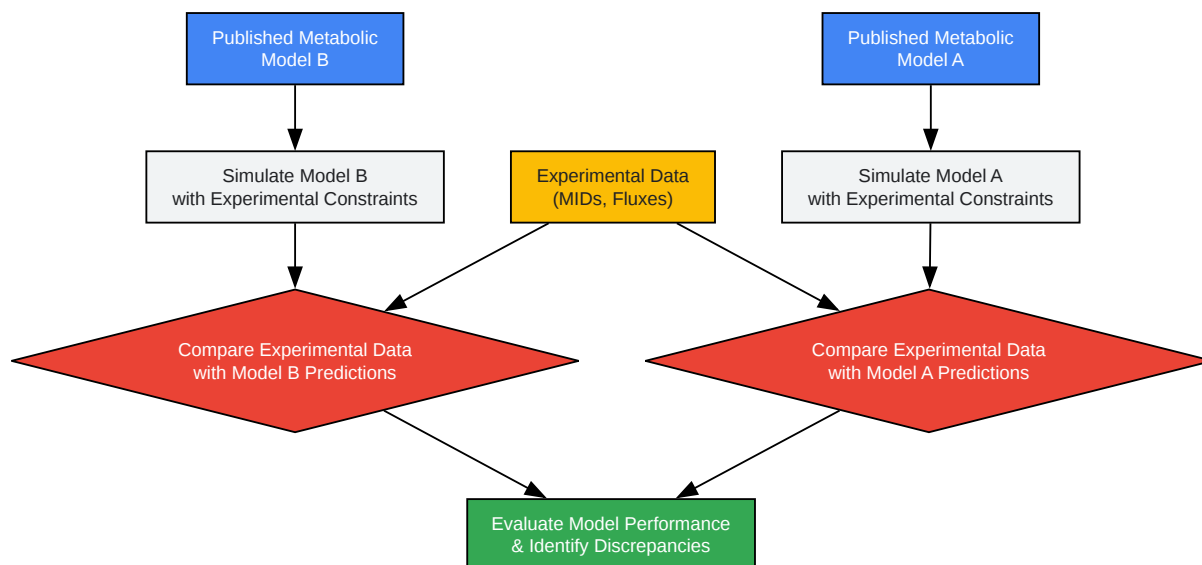 Published Metabolic
Model B
Published Metabolic
Model A
Simulate Model B
with Experimental Constraints
Experimental Data
(MIDs, Fluxes)
Simulate Model A
with Experimental Constraints
Compare Experimental Data
with Model B Predictions
Compare Experimental Data
with Model A Predictions
Evaluate Model Performance
& Identify Discrepancies